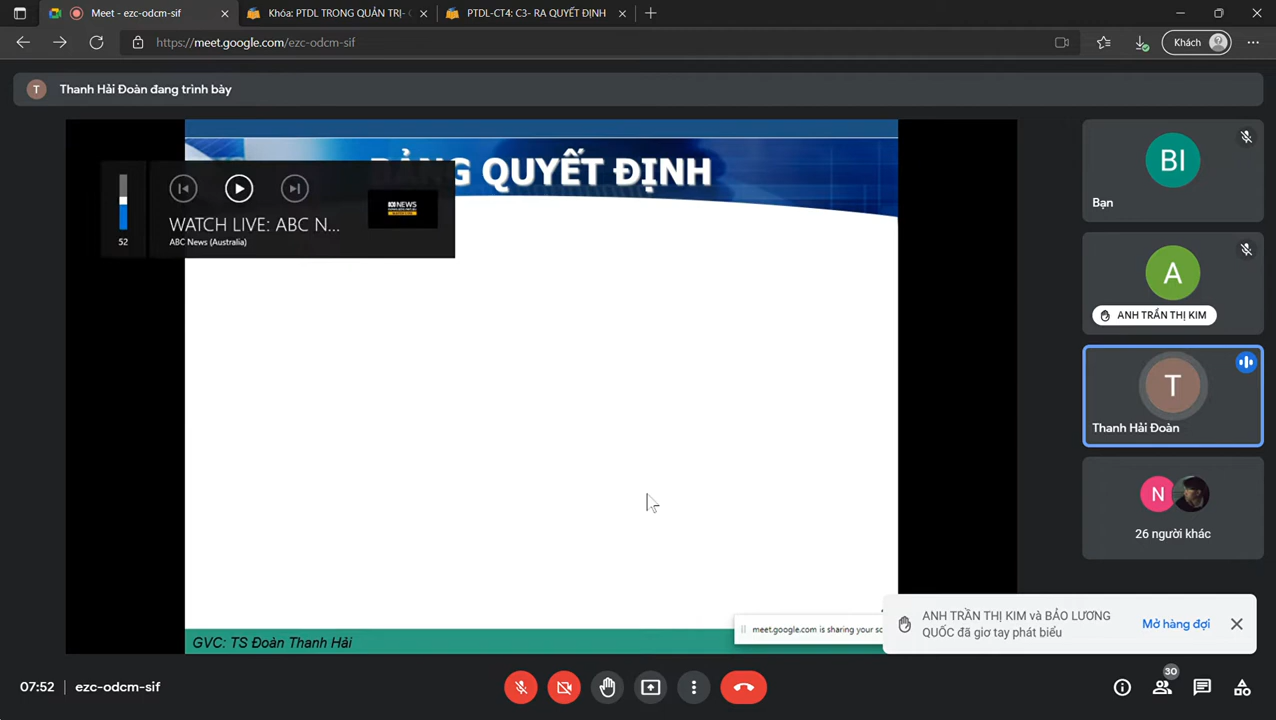 Meet - ezc-odcm-sif
Khóa: PTDL TRONG QUẢN TRỊ- C
PTDL-CT4: C3- RA QUYẾT ĐỊNH
https://meet.google.com/ezc-odcm-sif
Khách
T
Thanh Hải Đoàn đang trình bày
BẢNG QUYẾT ĐỊNH
WATCH LIVE: ABC N...
ABC News (Australia)
52
NEWS
BI
Bạn
A
ANH TRẦN THỊ KIM
T
Thanh Hải Đoàn
N
26 người khác
meet.google.com is sharing your sc
GVC: TS Đoàn Thanh Hải
ANH TRẦN THỊ KIM và BẢO LƯƠNG
QUỐC đã giơ tay phát biểu
Mở hàng đợi
07:52
ezc-odcm-sif
30